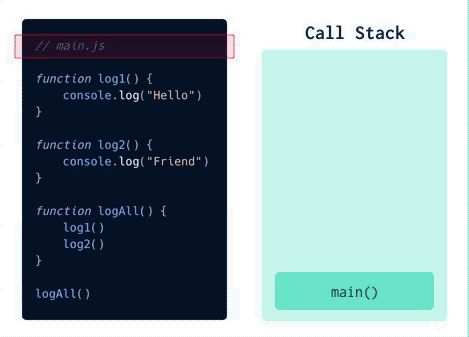 // main.js
function log1() {
    console.log("Hello")
}
function log2() {
    console.log("Friend")
}
function logAll() {
    log1()
    log2()
}
logAll()
Call Stack
main()